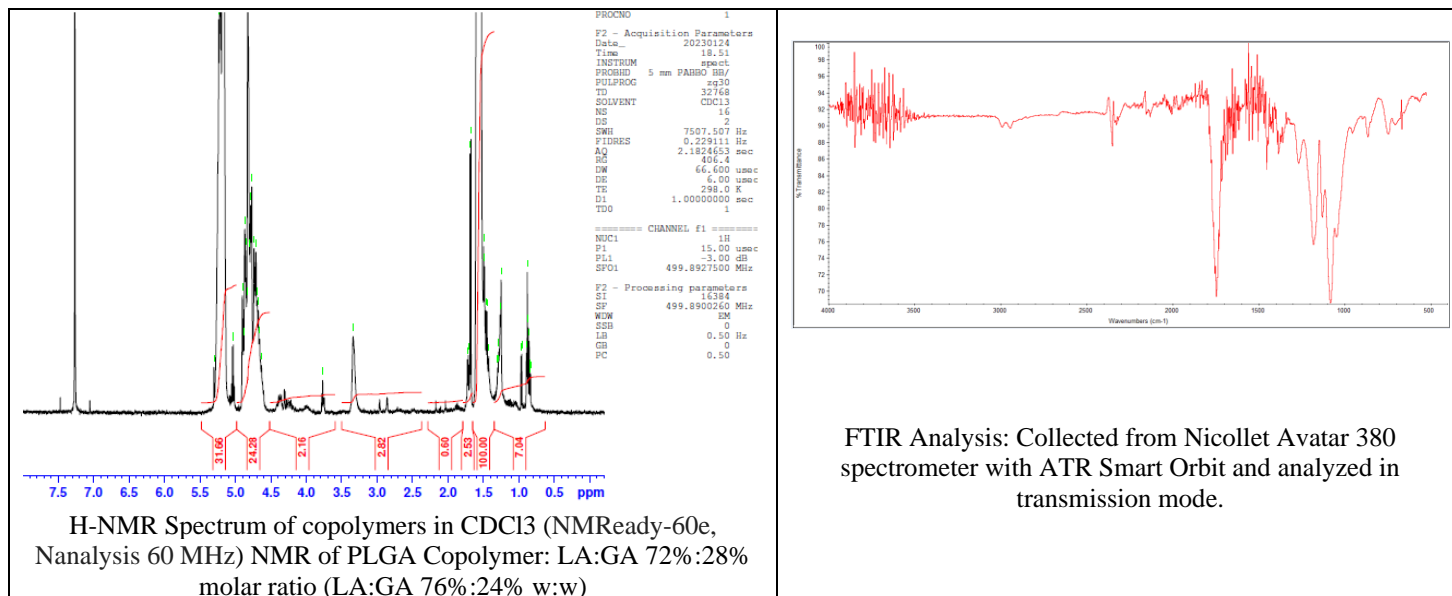 PROCNO 1
F2 - Acquisition Parameters
Date_ 20230124
Time 18.51
INSTRUM spect
PROBHD 5 mm PABBO BB/
PULPROG zg30
TD 32768
SOLVENT CDCl3
NS 16
DS 2
SWH 7507.507 Hz
FIDRES 0.229111 Hz
AQ 2.1824653 sec
RG 406.4
DW 66.600 usec
DE 6.00 usec
TE 298.0 K
D1 1.00000000 sec
TD0 1
======== CHANNEL f1 ========
NUC1 1H
P1 15.00 usec
PL1 -3.00 dB
SFO1 499.8927500 MHz
F2 - Processing parameters
SI 16384
SF 499.8900260 MHz
WDW EM
SSB 0
LB 0.50 Hz
GB 0
PC 0.50
31.66 24.28 2.16 2.82 0.60 2.53 100.00 7.04
7.5 7.0 6.5 6.0 5.5 5.0 4.5 4.0 3.5 3.0 2.5 2.0 1.5 1.0 0.5 ppm
H-NMR Spectrum of copolymers in CDCl3 (NMReady-60e,
Nanalysis 60 MHz) NMR of PLGA Copolymer: LA:GA 72%:28%
molar ratio (LA:GA 76%:24% w:w)
100
98
96
94
92
90
88
86
84
82
80
78
76
74
72
70
%Transmittance
4000 3500 3000 2500 2000 1500 1000 500
Wavenumbers (cm-1)
FTIR Analysis: Collected from Nicollet Avatar 380
spectrometer with ATR Smart Orbit and analyzed in
transmission mode.